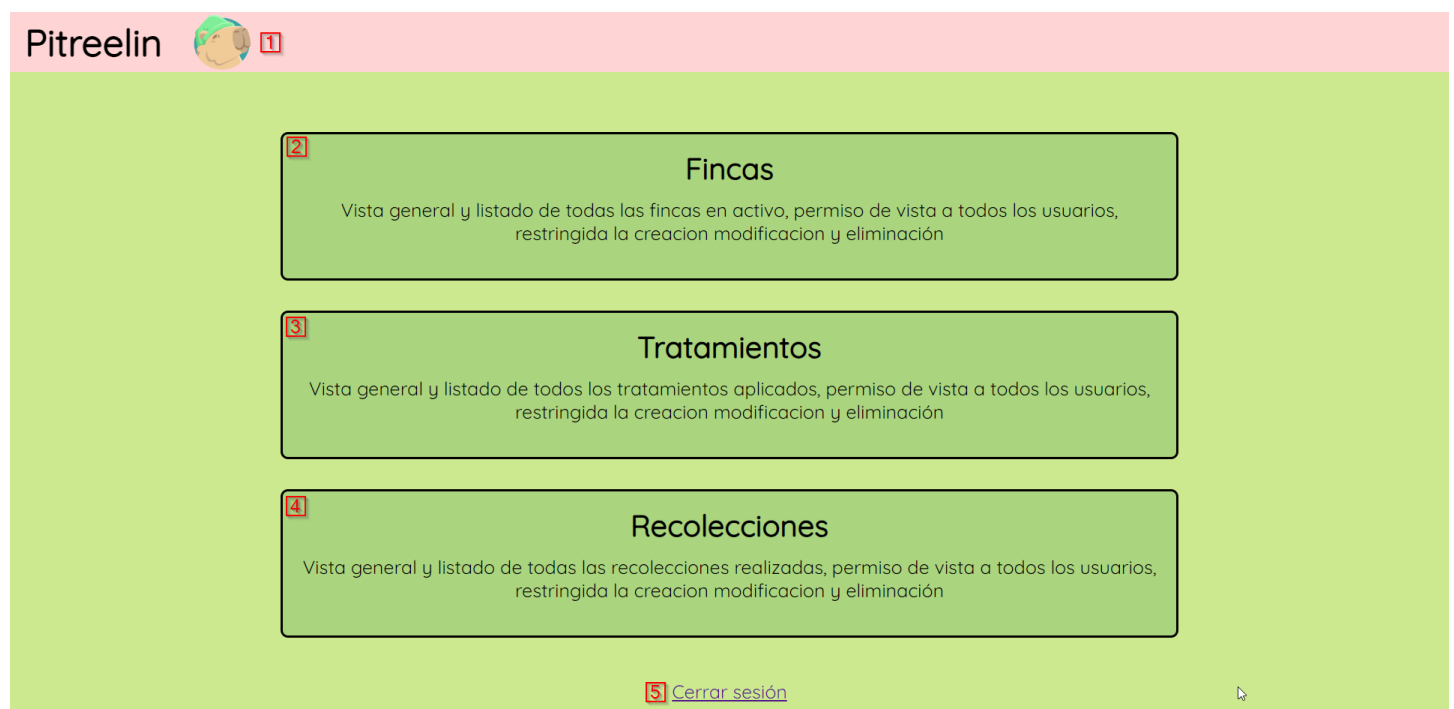 Pitreelin 1
2
Fincas
Vista general y listado de todas las fincas en activo, permiso de vista a todos los usuarios,
restringida la creacion modificacion y eliminación
3
Tratamientos
Vista general y listado de todos los tratamientos aplicados, permiso de vista a todos los usuarios,
restringida la creacion modificacion y eliminación
4
Recolecciones
Vista general y listado de todas las recolecciones realizadas, permiso de vista a todos los usuarios,
restringida la creacion modificacion y eliminación
5 Cerrar sesión